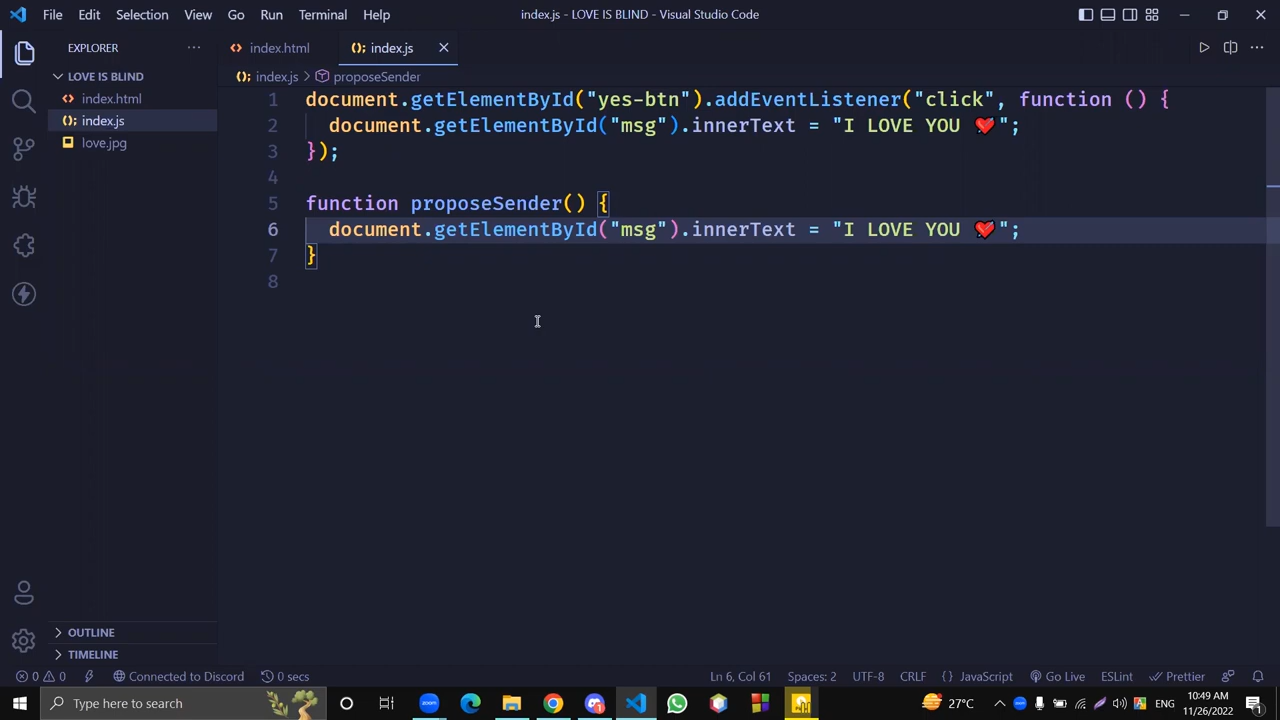 File Edit Selection View Go Run Terminal Help
index.js - LOVE IS BLIND - Visual Studio Code
EXPLORER
LOVE IS BLIND
index.html
index.js
love.jpg
OUTLINE
TIMELINE
index.html
index.js
index.js > proposeSender
1 document.getElementById("yes-btn").addEventListener("click", function () {
2 document.getElementById("msg").innerText = "I LOVE YOU 💘";
3 });
4
5 function proposeSender() {
6 document.getElementById("msg").innerText = "I LOVE YOU 💘";
7 }
8
0 0 Connected to Discord 0 secs Ln 6, Col 61 Spaces: 2 UTF-8 CRLF JavaScript Go Live ESLint Prettier
Type here to search
zoom
27°C
ENG
10:49 AM
11/26/2022
1